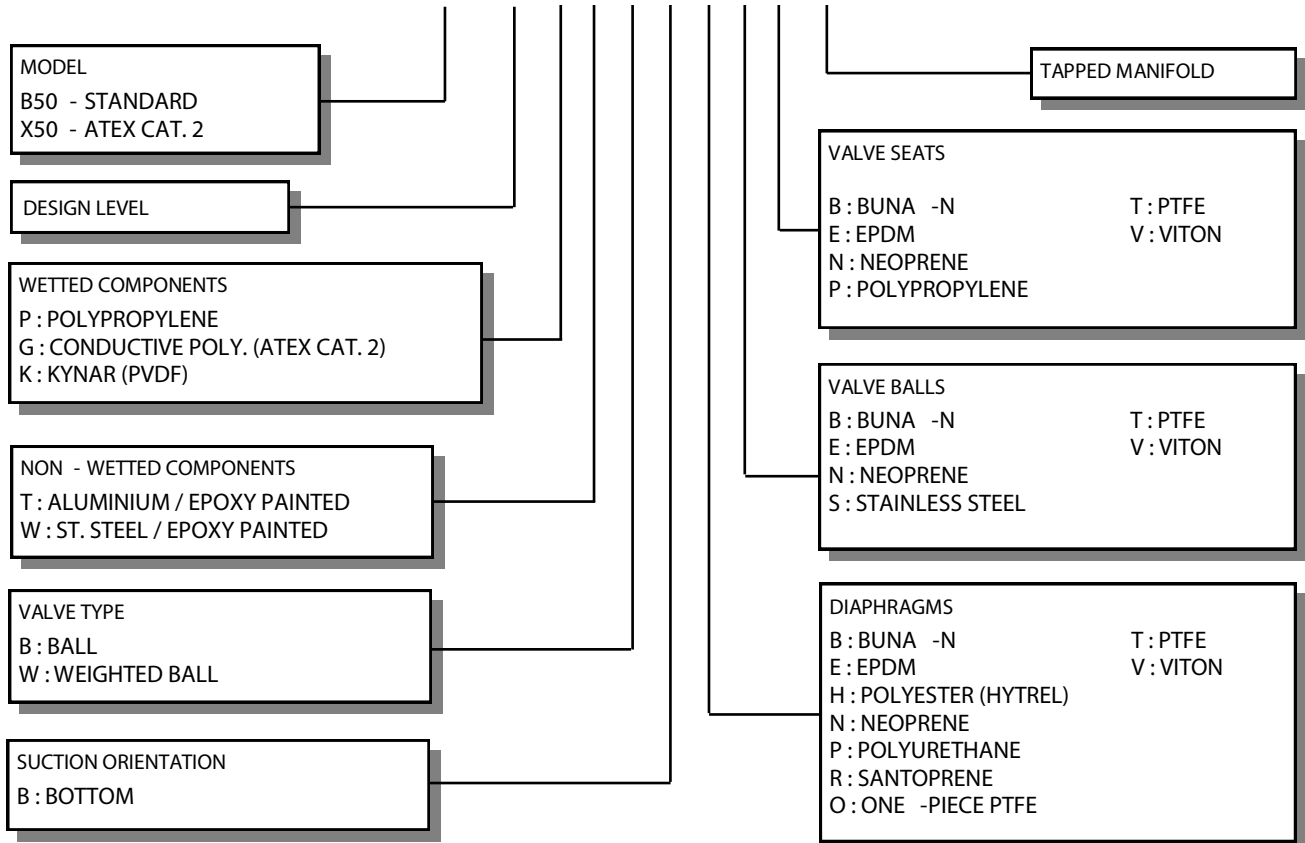 MODEL
B50 - STANDARD
X50 - ATEX CAT. 2
DESIGN LEVEL
WETTED COMPONENTS
P : POLYPROPYLENE
G : CONDUCTIVE POLY. (ATEX CAT. 2)
K : KYNAR (PVDF)
NON - WETTED COMPONENTS
T : ALUMINIUM / EPOXY PAINTED
W : ST. STEEL / EPOXY PAINTED
VALVE TYPE
B : BALL
W : WEIGHTED BALL
SUCTION ORIENTATION
B : BOTTOM
TAPPED MANIFOLD
VALVE SEATS
B : BUNA -N T : PTFE
E : EPDM V : VITON
N : NEOPRENE
P : POLYPROPYLENE
VALVE BALLS
B : BUNA -N T : PTFE
E : EPDM V : VITON
N : NEOPRENE
S : STAINLESS STEEL
DIAPHRAGMS
B : BUNA -N T : PTFE
E : EPDM V : VITON
H : POLYESTER (HYTREL)
N : NEOPRENE
P : POLYURETHANE
R : SANTOPRENE
O : ONE -PIECE PTFE